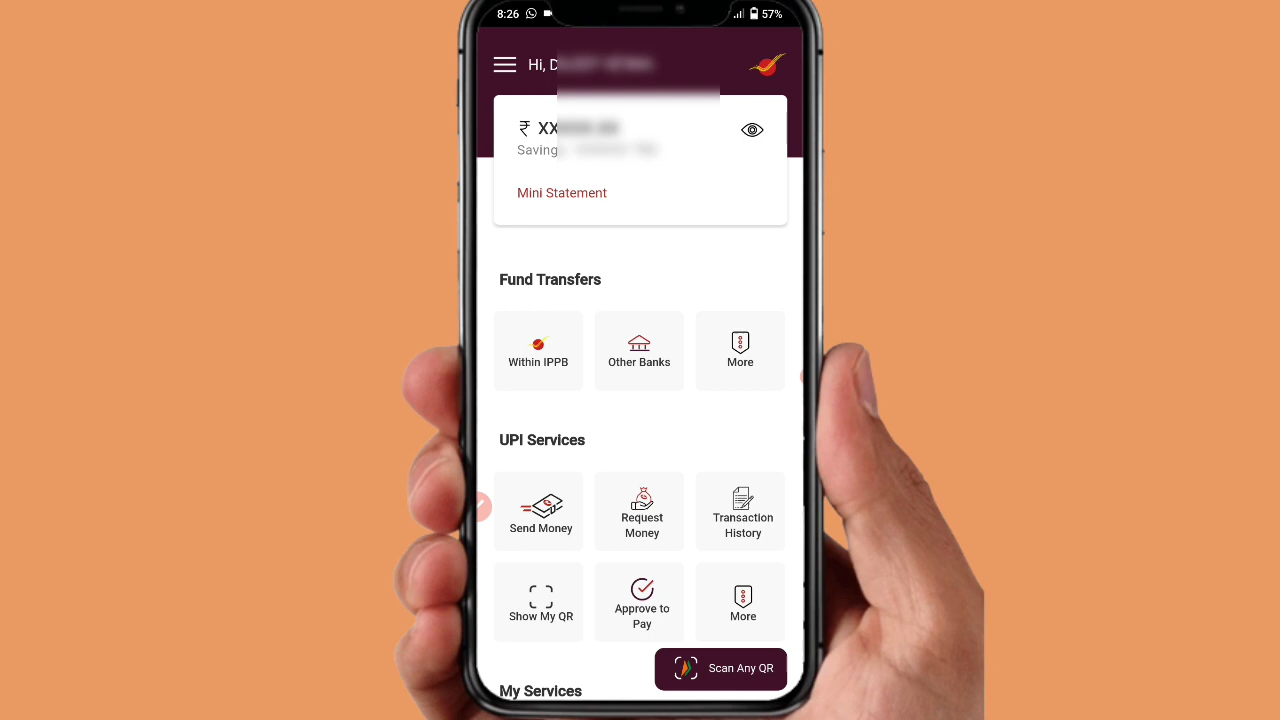 8:26
57%
Hi, D
₹ XX
Saving
Mini Statement
Fund Transfers
Within IPPB
Other Banks
More
UPI Services
Send Money
Request
Money
Transaction
History
Show My QR
Approve to
Pay
More
Scan Any QR
My Services